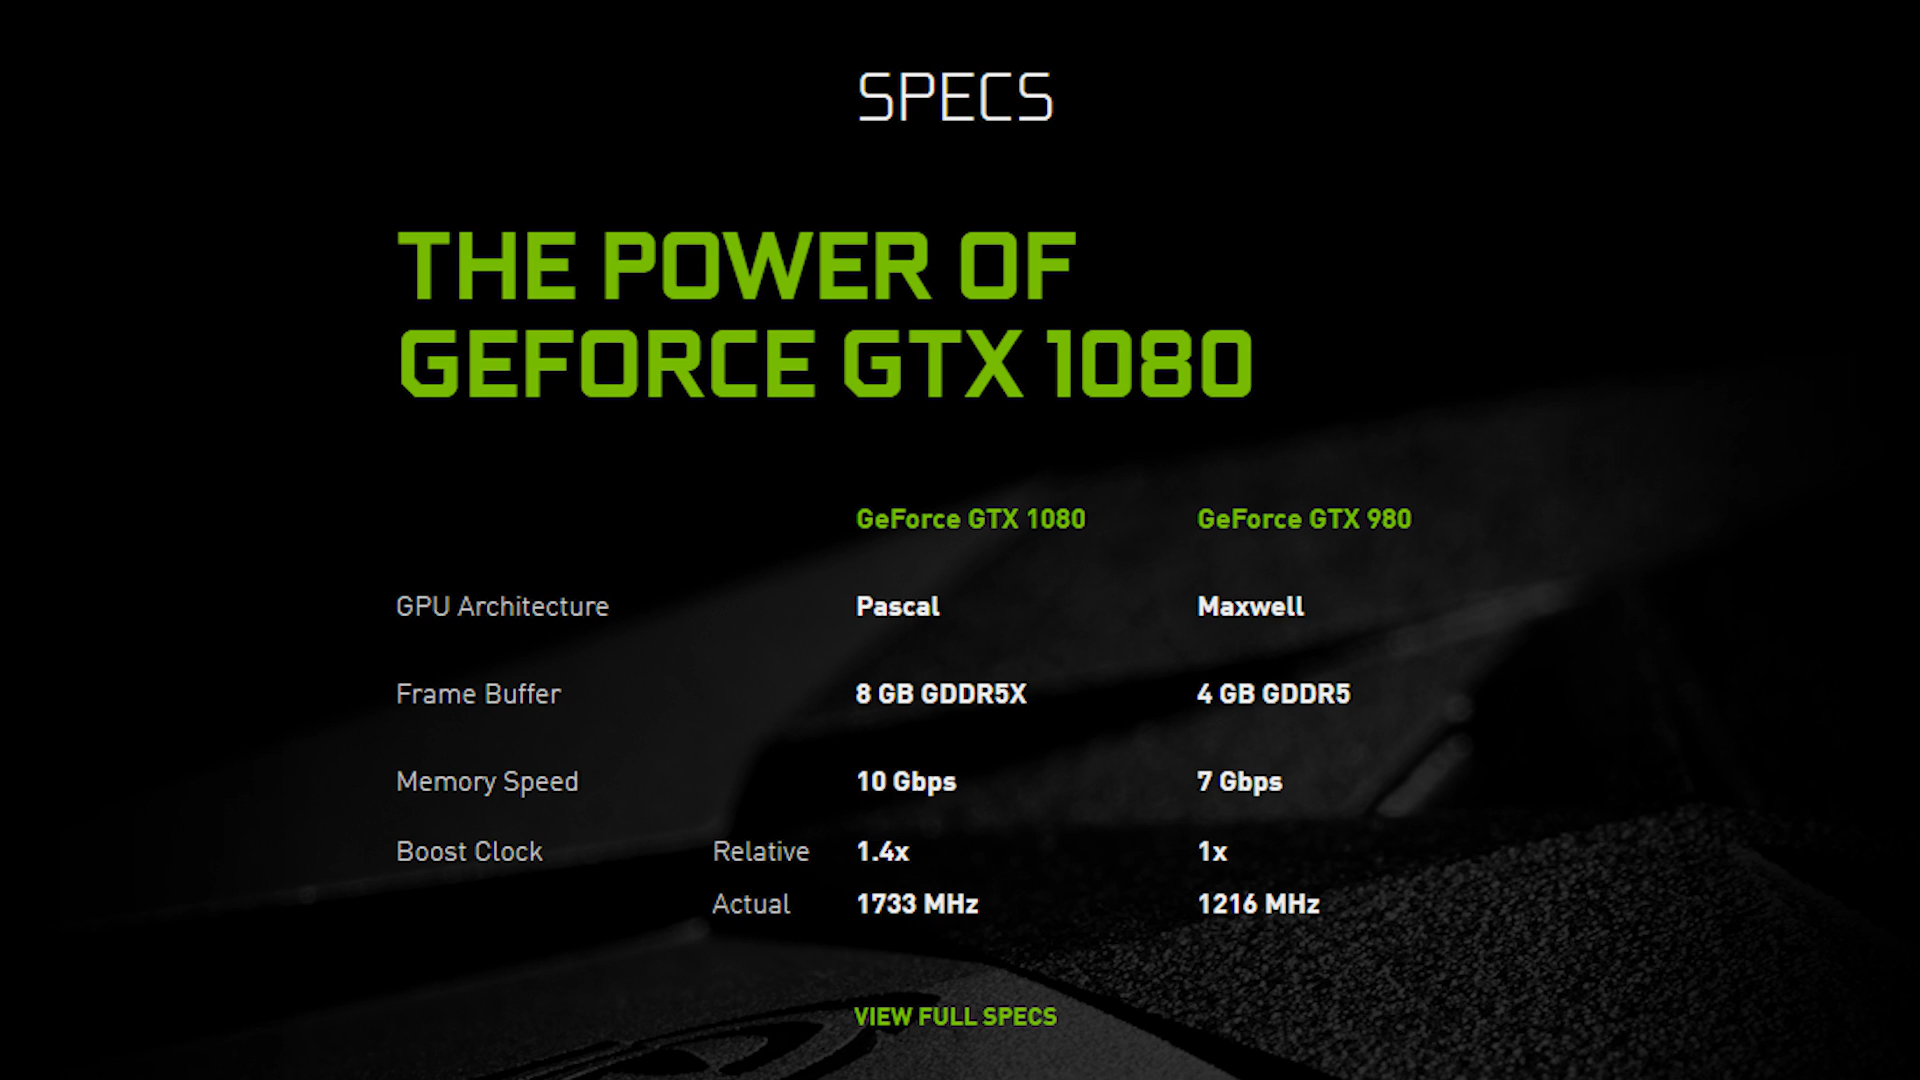 SPECS
THE POWER OF
GEFORCE GTX 1080
GeForce GTX 1080 GeForce GTX 980
GPU Architecture Pascal Maxwell
Frame Buffer 8 GB GDDR5X 4 GB GDDR5
Memory Speed 10 Gbps 7 Gbps
Boost Clock Relative 1.4x 1x
Actual 1733 MHz 1216 MHz
VIEW FULL SPECS